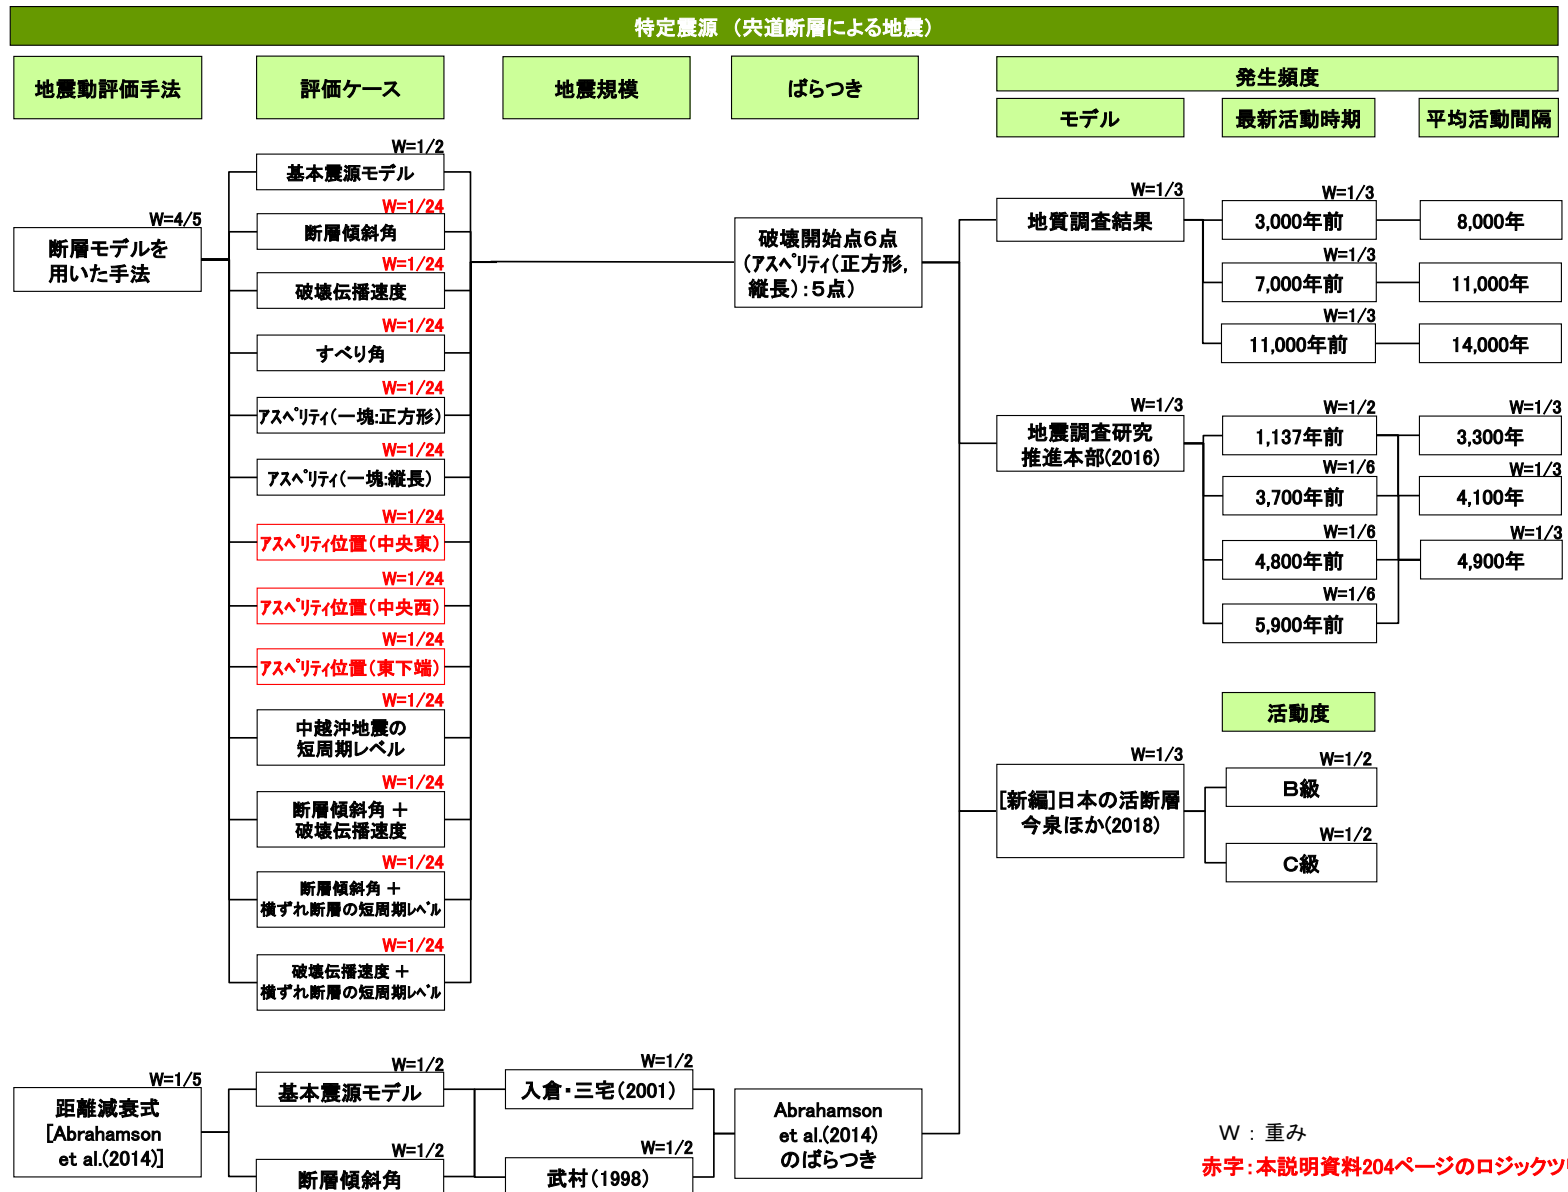 特定震源 （宍道断層による地震）
地震動評価手法
評価ケース
地震規模
ばらつき
発生頻度
モデル
最新活動時期
平均活動間隔
W=4/5
断層モデルを
用いた手法
W=1/2
基本震源モデル
W=1/24
断層傾斜角
W=1/24
破壊伝播速度
W=1/24
すべり角
W=1/24
ｱｽﾍﾟﾘﾃｨ(一塊:正方形)
W=1/24
ｱｽﾍﾟﾘﾃｨ(一塊:縦長)
W=1/24
ｱｽﾍﾟﾘﾃｨ位置(中央東)
W=1/24
ｱｽﾍﾟﾘﾃｨ位置(中央西)
W=1/24
ｱｽﾍﾟﾘﾃｨ位置(東下端)
W=1/24
中越沖地震の
短周期レベル
W=1/24
断層傾斜角 ＋
破壊伝播速度
W=1/24
断層傾斜角 ＋
横ずれ断層の短周期ﾚﾍﾞﾙ
W=1/24
破壊伝播速度 ＋
横ずれ断層の短周期ﾚﾍﾞﾙ
破壊開始点６点
(ｱｽﾍﾟﾘﾃｨ(正方形,
縦長)：５点)
W=1/3
地質調査結果
W=1/3
3,000年前
8,000年
W=1/3
7,000年前
11,000年
W=1/3
11,000年前
14,000年
W=1/3
地震調査研究
推進本部(2016)
W=1/2
1,137年前
W=1/6
3,700年前
W=1/6
4,800年前
W=1/6
5,900年前
W=1/3
3,300年
W=1/3
4,100年
W=1/3
4,900年
活動度
W=1/3
[新編]日本の活断層
今泉ほか(2018)
W=1/2
Ｂ級
W=1/2
Ｃ級
W=1/5
距離減衰式
[Abrahamson
et al.(2014)]
W=1/2
基本震源モデル
W=1/2
断層傾斜角
W=1/2
入倉・三宅(2001)
W=1/2
武村(1998)
Abrahamson
et al.(2014)
のばらつき
W : 重み
赤字：本説明資料204ページのロジックツ